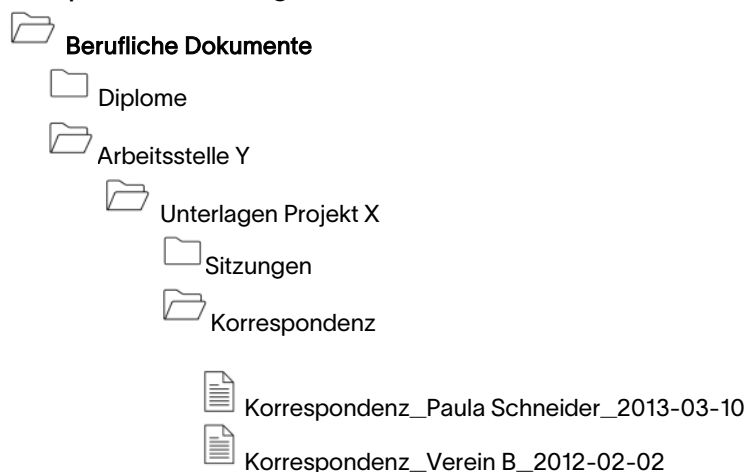 Berufliche Dokumente
Diplome
Arbeitsstelle Y
Unterlagen Projekt X
Sitzungen
Korrespondenz
Korrespondenz_Paula Schneider_2013-03-10
Korrespondenz_Verein B_2012-02-02